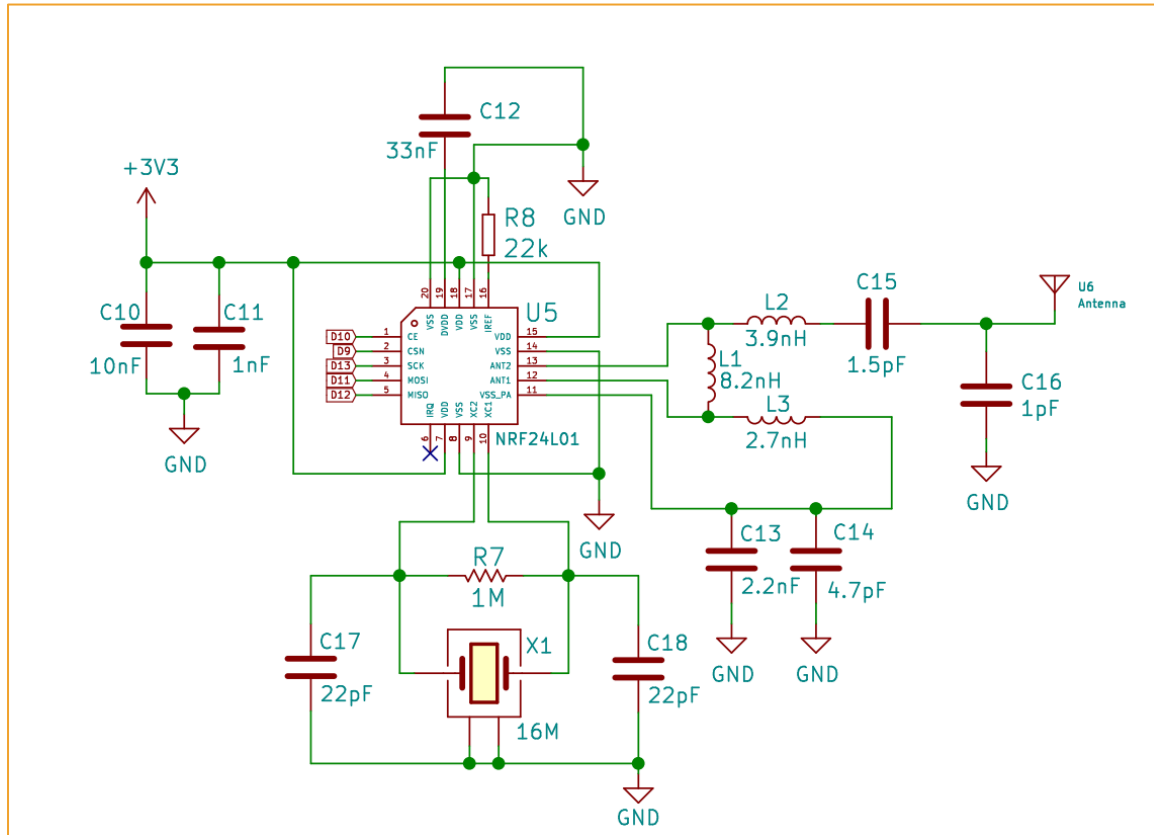 C12
33nF
+3V3
GND
R8
22k
C10
10nF
C11
1nF
GND
U5
NRF24L01
20
19
18
17
16
VSS
DVDD
VDD
VSS
IREF
D10
1
CE
D9
2
CSN
D13
3
SCK
D11
4
MOSI
D12
5
MISO
VDD
15
VSS
14
ANT2
13
ANT1
12
VSS_PA
11
IRQ
VDD
VSS
XC2
XC1
6
7
8
9
10
L2
3.9nH
C15
1.5pF
U6
Antenna
L1
8.2nH
L3
2.7nH
C16
1pF
GND
GND
C13
2.2nF
C14
4.7pF
GND
GND
R7
1M
C17
22pF
X1
16M
C18
22pF
GND